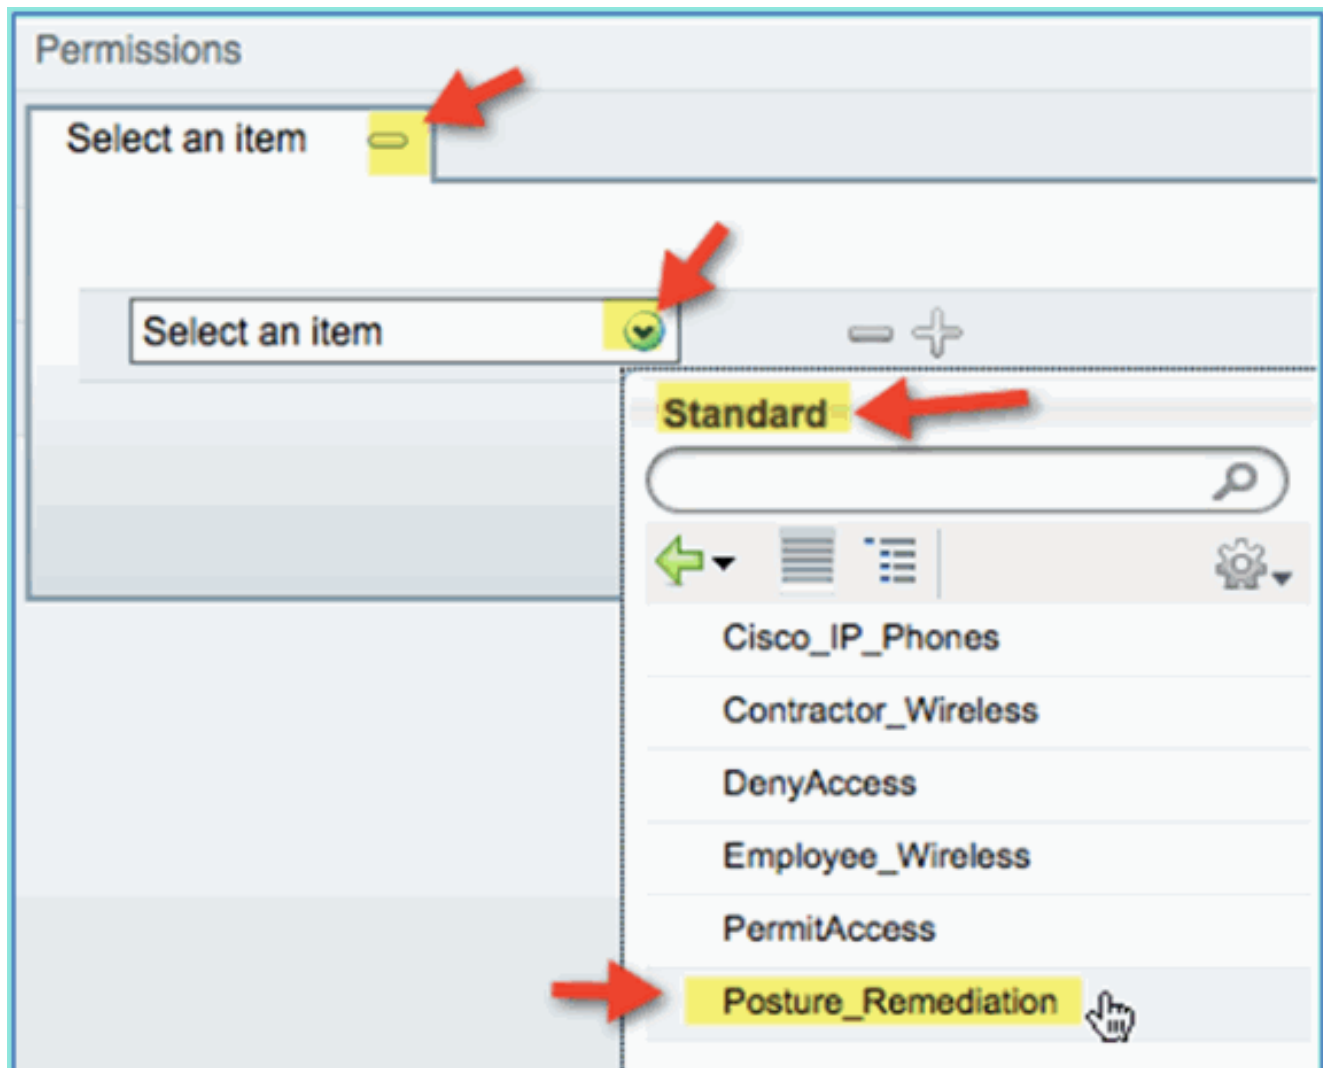 Permissions
Select an item
Select an item
Standard
Cisco_IP_Phones
Contractor_Wireless
DenyAccess
Employee_Wireless
PermitAccess
Posture_Remediation